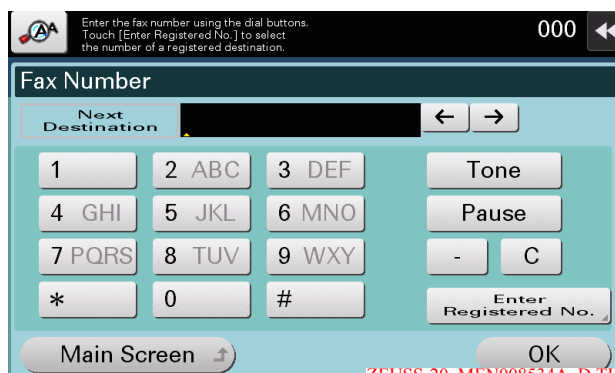 Enter the fax number using the dial buttons.
Touch [Enter Registered No.] to select
the number of a registered destination.
000
Fax Number
Next
Destination
← →
1 2 ABC 3 DEF Tone
4 GHI 5 JKL 6 MNO Pause
7 PQRS 8 TUV 9 WXY - C
* 0 # Enter
Registered No.
Main Screen OK